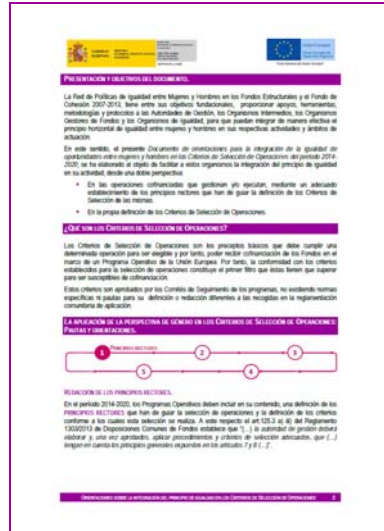 PRESENTACIÓN Y OBJETIVOS DEL DOCUMENTO.
La Red de Políticas de Igualdad entre Mujeres y Hombres en los Fondos Estructurales y el Fondo de
Cohesión 2007-2013, tiene entre sus objetivos fundacionales, proporcionar apoyos, herramientas,
metodologías y protocolos a las Autoridades de Gestión, los Organismos Intermedios, los Organismos
Gestores de Fondos y los Organismos de Igualdad, para que puedan integrar de manera efectiva el
principio horizontal de igualdad entre mujeres y hombres en sus respectivas actividades y ámbitos de
actuación.
En este sentido, el presente Documento de orientaciones para la integración de la igualdad de
oportunidades entre mujeres y hombres en los Criterios de Selección de Operaciones del periodo 2014-
2020, se ha elaborado al objeto de facilitar a estos organismos la integración del principio de igualdad
en su actividad, desde una doble perspectiva:
• En las operaciones cofinanciadas que gestionan y/o ejecutan, mediante un adecuado
establecimiento de los principios rectores que han de guiar la definición de los Criterios de
Selección de las mismas.
• En la propia definición de los Criterios de Selección de Operaciones.
¿QUÉ SON LOS CRITERIOS DE SELECCIÓN DE OPERACIONES?
Los Criterios de Selección de Operaciones son los preceptos básicos que debe cumplir una
determinada operación para ser elegible y por tanto, poder recibir cofinanciación de los Fondos en el
marco de un Programa Operativo de la Unión Europea. Por tanto, la conformidad con los criterios
establecidos para la selección de operaciones constituye el primer filtro que éstas tienen que superar
para ser susceptibles de cofinanciación.
Estos criterios son aprobados por los Comités de Seguimiento de los programas, no existiendo normas
específicas ni pautas para su definición o redacción diferentes a las recogidas en la reglamentación
comunitaria de aplicación.
LA APLICACIÓN DE LA PERSPECTIVA DE GÉNERO EN LOS CRITERIOS DE SELECCIÓN DE OPERACIONES:
PAUTAS Y ORIENTACIONES.
PRINCIPIOS RECTORES
1 2 3
5 4
REDACCIÓN DE LOS PRINCIPIOS RECTORES.
En el periodo 2014-2020, los Programas Operativos deben incluir en su contenido, una definición de los
PRINCIPIOS RECTORES que han de guiar la selección de operaciones y la definición de los criterios
conforme a los cuales esta selección se realiza. A este respecto el art.125.3 a) iii) del Reglamento
1303/2013 de Disposiciones Comunes de Fondos establece que "(...) la autoridad de gestión deberá
elaborar y, una vez aprobados, aplicar procedimientos y criterios de selección adecuados, que (...)
tengan en cuenta los principios generales expuestos en los artículos 7 y 8 (...)".
ORIENTACIONES SOBRE LA INTEGRACIÓN DEL PRINCIPIO DE IGUALDAD EN LOS CRITERIOS DE SELECCIÓN DE OPERACIONES 2